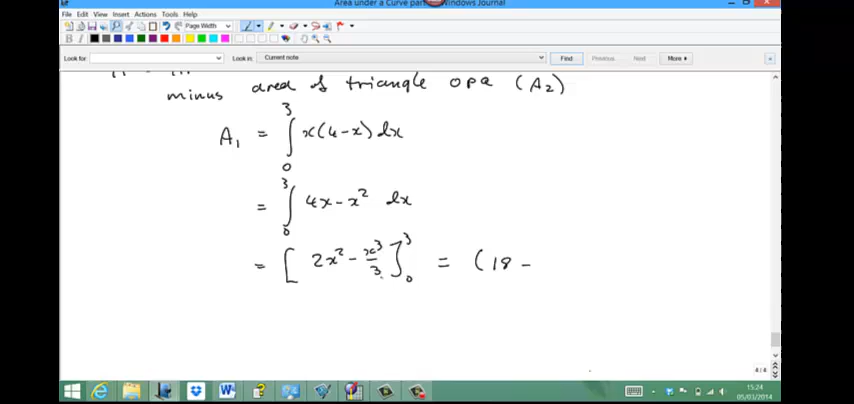 Area under a Curve part Windows Journal
File Edit View Insert Actions Tools Help
Page Width
B I
Look for: Look in: Current note Find Previous Next More
minus area of triangle OPQ (A2)
A₁ = ∫₀³ x(4-x) dx
= ∫₀³ 4x - x² dx
= [ 2x² - x³/3 ]₀³ = ( 18 -
4/4
15:24
05/03/2014